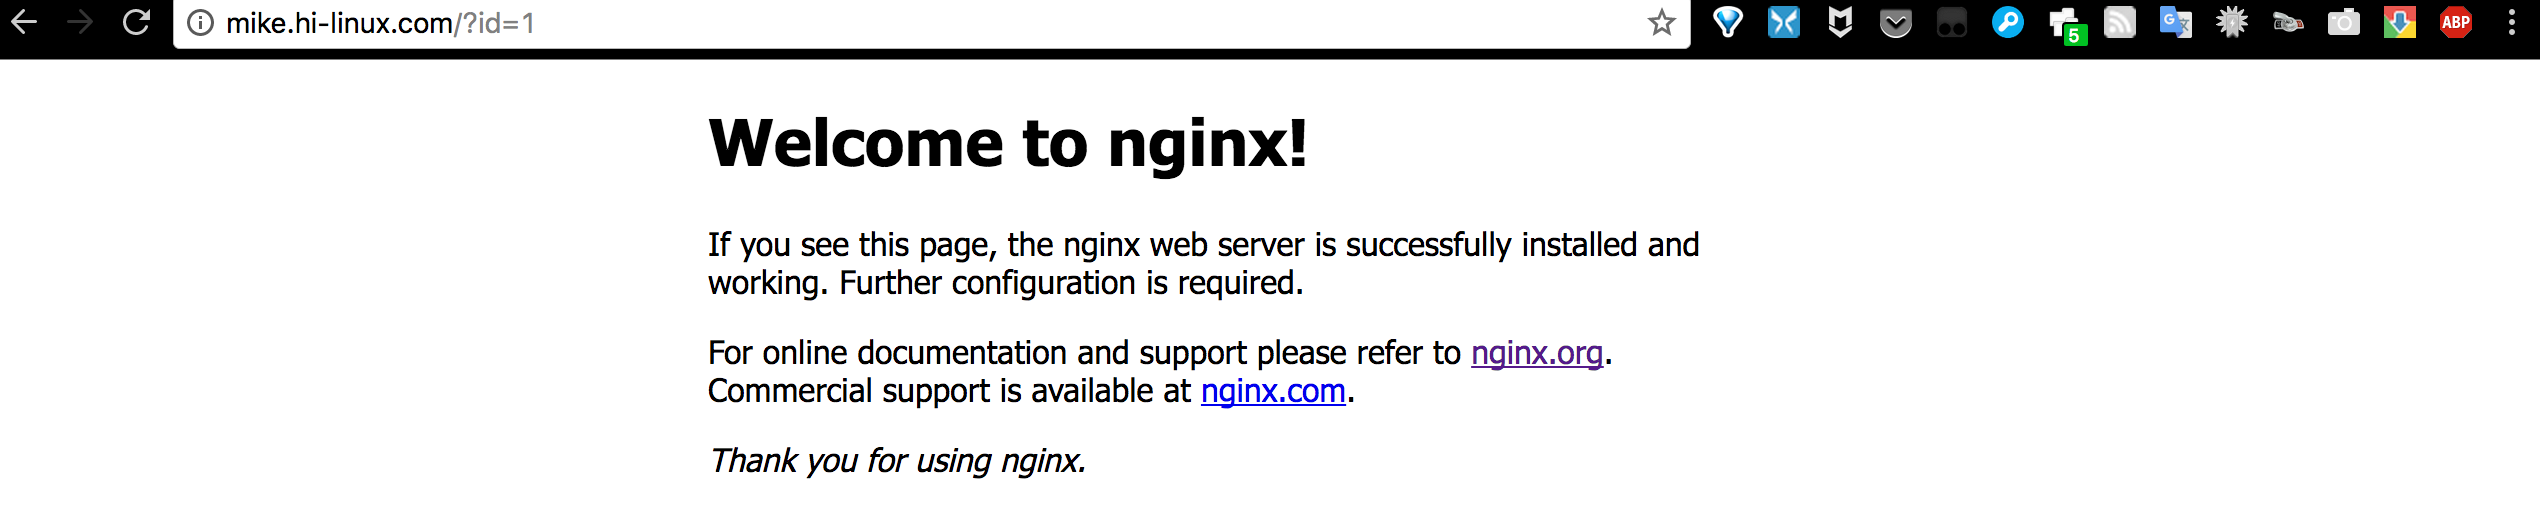 mike.hi-linux.com/?id=1
5
ABP
Welcome to nginx!
If you see this page, the nginx web server is successfully installed and
working. Further configuration is required.
For online documentation and support please refer to nginx.org.
Commercial support is available at nginx.com.
Thank you for using nginx.